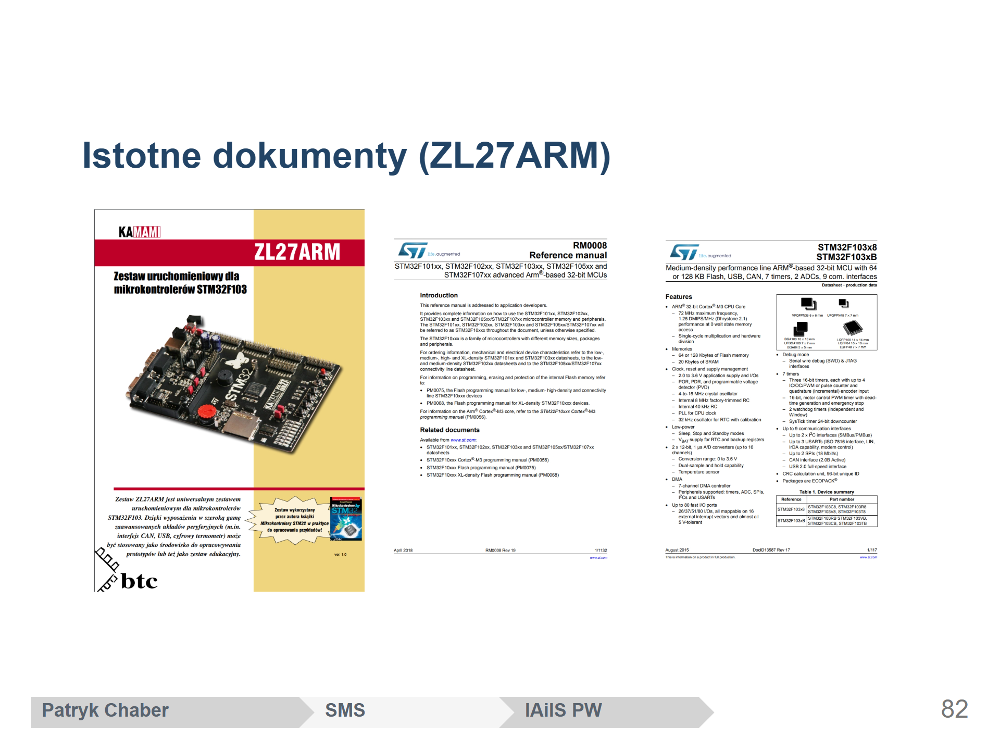 Istotne dokumenty (ZL27ARM)
KAMAMI
ZL27ARM
Zestaw uruchomieniowy dla
mikrokontrolerów STM32F103
STM32
KAMAMI
Zestaw ZL27ARM jest uniwersalnym zestawem
uruchomieniowym dla mikrokontrolerów
STM32F103. Dzięki wyposażeniu w szeroką gamę
zaawansowanych układów peryferyjnych (m.in.
interfejs CAN, USB, cyfrowy termometr) może
być stosowany jako środowisko do opracowywania
prototypów lub też jako zestaw edukacyjny.
Zestaw wykorzystany
przez autora książki
Mikrokontrolery STM32 w praktyce
do opracowania przykładów!
Mikrokontrolery
STM32
btc
ver. 1.0
btc
ST life.augmented
RM0008
Reference manual
STM32F101xx, STM32F102xx, STM32F103xx, STM32F105xx and
STM32F107xx advanced Arm®-based 32-bit MCUs
Introduction
This reference manual is addressed to application developers.
It provides complete information on how to use the STM32F101xx, STM32F102xx,
STM32F103xx and STM32F105xx/STM32F107xx microcontroller memory and peripherals.
The STM32F101xx, STM32F102xx, STM32F103xx and STM32F105xx/STM32F107xx will
be referred to as STM32F10xxx throughout the document, unless otherwise specified.
The STM32F10xxx is a family of microcontrollers with different memory sizes, packages
and peripherals.
For ordering information, mechanical and electrical device characteristics refer to the low-,
medium-, high- and XL-density STM32F101xx and STM32F103xx datasheets, to the low-
and medium-density STM32F102xx datasheets and to the STM32F105xx/STM32F107xx
connectivity line datasheet.
For information on programming, erasing and protection of the internal Flash memory refer
to:
• PM0075, the Flash programming manual for low-, medium- high-density and connectivity
line STM32F10xxx devices
• PM0068, the Flash programming manual for XL-density STM32F10xxx devices.
For information on the Arm® Cortex®-M3 core, refer to the STM32F10xxx Cortex®-M3
programming manual (PM0056).
Related documents
Available from www.st.com:
• STM32F101xx, STM32F102xx, STM32F103xx and STM32F105xx/STM32F107xx
datasheets
• STM32F10xxx Cortex®-M3 programming manual (PM0056)
• STM32F10xxx Flash programming manual (PM0075)
• STM32F10xxx XL-density Flash programming manual (PM0068)
April 2018 RM0008 Rev 19 1/1132
www.st.com
ST life.augmented
STM32F103x8
STM32F103xB
Medium-density performance line ARM®-based 32-bit MCU with 64
or 128 KB Flash, USB, CAN, 7 timers, 2 ADCs, 9 com. interfaces
Datasheet - production data
Features
• ARM® 32-bit Cortex®-M3 CPU Core
– 72 MHz maximum frequency,
1.25 DMIPS/MHz (Dhrystone 2.1)
performance at 0 wait state memory
access
– Single-cycle multiplication and hardware
division
• Memories
– 64 or 128 Kbytes of Flash memory
– 20 Kbytes of SRAM
• Clock, reset and supply management
– 2.0 to 3.6 V application supply and I/Os
– POR, PDR, and programmable voltage
detector (PVD)
– 4-to-16 MHz crystal oscillator
– Internal 8 MHz factory-trimmed RC
– Internal 40 kHz RC
– PLL for CPU clock
– 32 kHz oscillator for RTC with calibration
• Low-power
– Sleep, Stop and Standby modes
– VBAT supply for RTC and backup registers
• 2 x 12-bit, 1 µs A/D converters (up to 16
channels)
– Conversion range: 0 to 3.6 V
– Dual-sample and hold capability
– Temperature sensor
• DMA
– 7-channel DMA controller
– Peripherals supported: timers, ADC, SPIs,
I2Cs and USARTs
• Up to 80 fast I/O ports
– 26/37/51/80 I/Os, all mappable on 16
external interrupt vectors and almost all
5 V-tolerant
VFQFPN36 6 × 6 mm UFQFPN48 7 × 7 mm
BGA100 10 × 10 mm
UFBGA100 7 x 7 mm
BGA64 5 × 5 mm
LQFP100 14 × 14 mm
LQFP64 10 × 10 mm
LQFP48 7 × 7 mm
• Debug mode
– Serial wire debug (SWD) & JTAG
interfaces
• 7 timers
– Three 16-bit timers, each with up to 4
IC/OC/PWM or pulse counter and
quadrature (incremental) encoder input
– 16-bit, motor control PWM timer with dead-
time generation and emergency stop
– 2 watchdog timers (Independent and
Window)
– SysTick timer 24-bit downcounter
• Up to 9 communication interfaces
– Up to 2 x I2C interfaces (SMBus/PMBus)
– Up to 3 USARTs (ISO 7816 interface, LIN,
IrDA capability, modem control)
– Up to 2 SPIs (18 Mbit/s)
– CAN interface (2.0B Active)
– USB 2.0 full-speed interface
• CRC calculation unit, 96-bit unique ID
• Packages are ECOPACK®
Table 1. Device summary
Reference Part number
STM32F103x8 STM32F103C8, STM32F103R8
STM32F103V8, STM32F103T8
STM32F103xB STM32F103RB STM32F103VB,
STM32F103CB, STM32F103TB
August 2015 DocID13587 Rev 17 1/117
This is information on a product in full production. www.st.com
Patryk Chaber SMS IAiIS PW 82